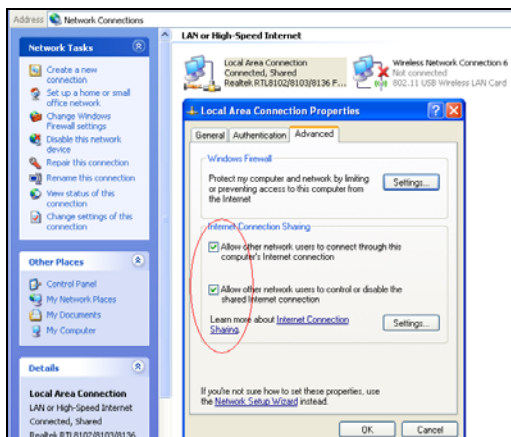 Address Network Connections
Network Tasks
Create a new
connection
Set up a home or small
office network
Change Windows
Firewall settings
Disable this network
device
Repair this connection
Rename this connection
View status of this
connection
Change settings of this
connection
Other Places
Control Panel
My Network Places
My Documents
My Computer
Details
Local Area Connection
LAN or High-Speed Internet
Connected, Shared
Realtek RTL8102/8103/8136
LAN or High-Speed Internet
Local Area Connection
Connected, Shared
Realtek RTL8102/8103/8136 F...
Wireless Network Connection 6
Not connected
802.11 USB Wireless LAN Card
Local Area Connection Properties
General Authentication Advanced
Windows Firewall
Protect my computer and network by limiting
or preventing access to this computer from
the Internet
Settings...
Internet Connection Sharing
Allow other network users to connect through this
computer's Internet connection
Allow other network users to control or disable the
shared Internet connection
Learn more about Internet Connection
Sharing.
Settings...
If you're not sure how to set these properties, use
the Network Setup Wizard instead.
OK Cancel